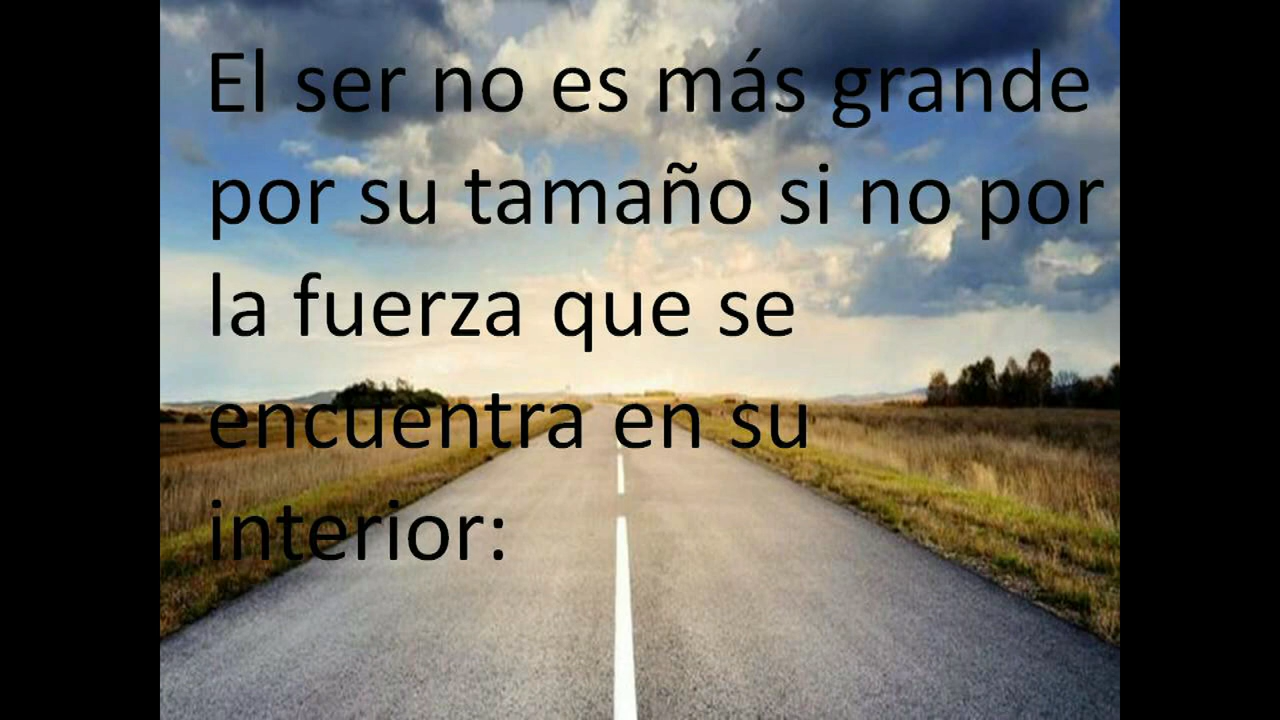 El ser no es más grande
por su tamaño si no por
la fuerza que se
encuentra en su
interior: